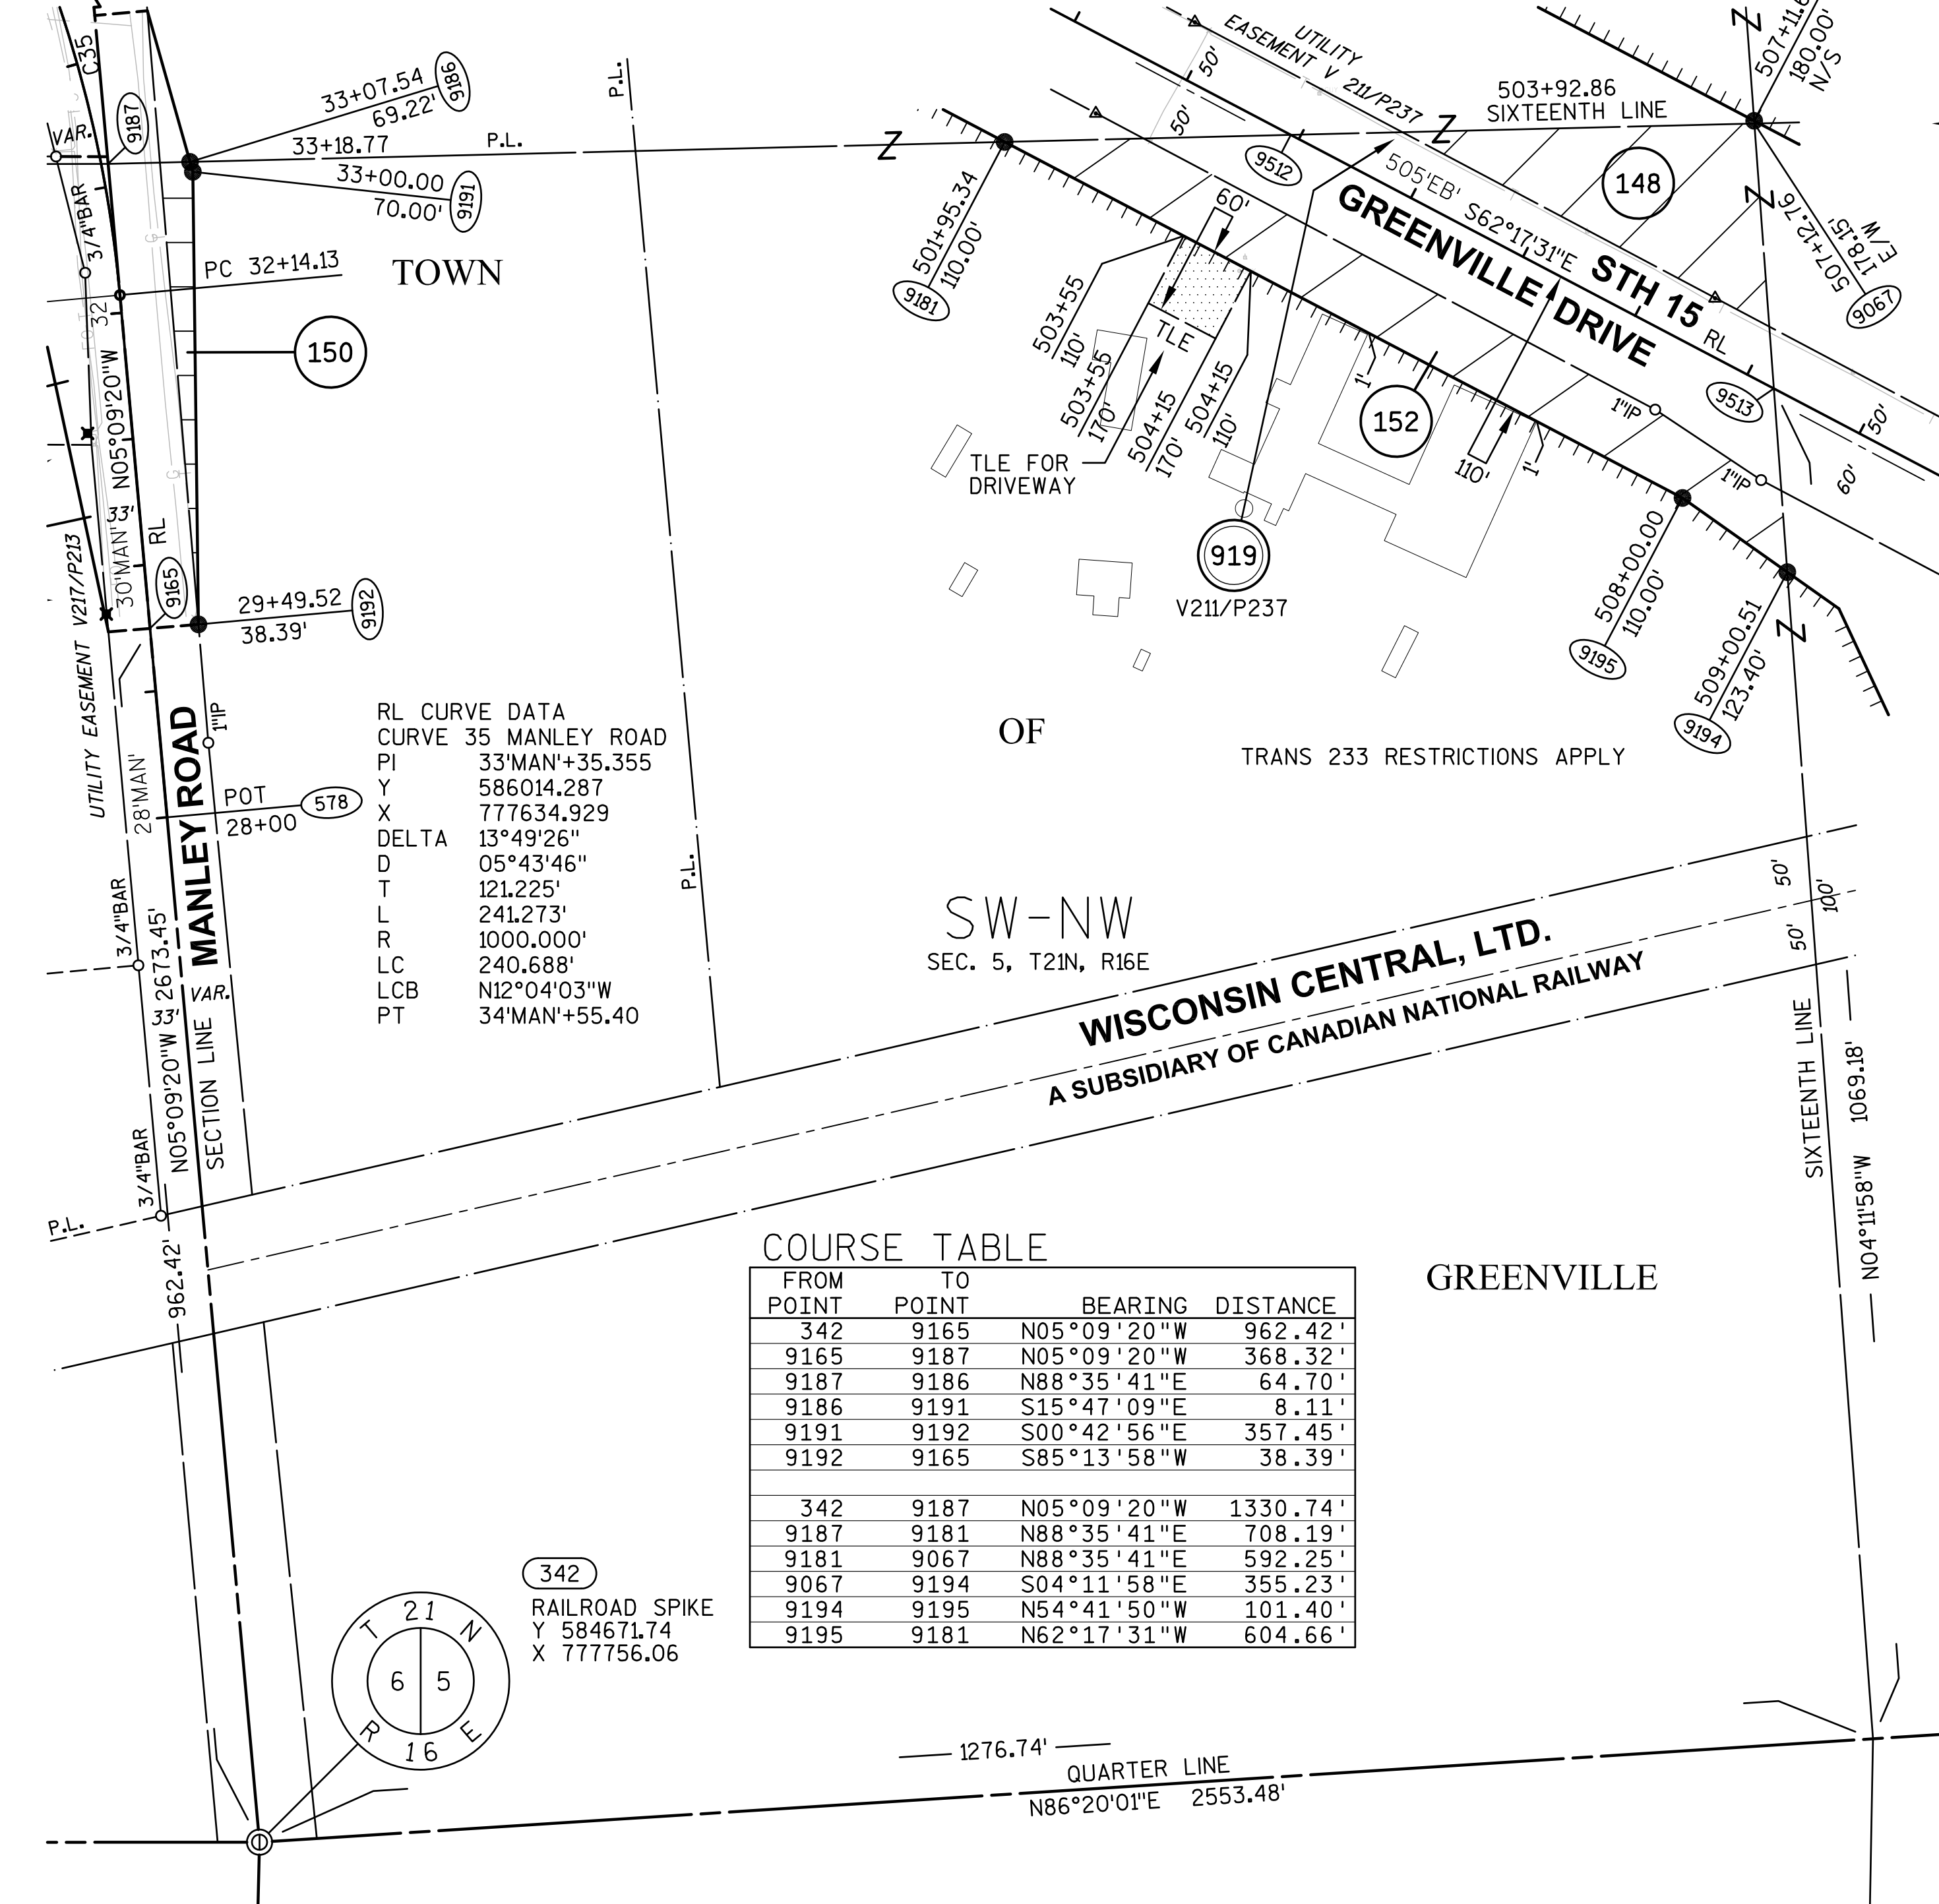 C35
9187
VAR.
3/4"BAR
33+07.54
69.22'
9186
33+18.77
P.L.
33+00.00
70.00'
9191
PC 32+14.13
TOWN
32
150
N05°09'20"W
33'
30'MAN'
RL
9165
UTILITY EASEMENT V217/P213
29+49.52
38.39'
9192
1"IP
P.L.
Z
501+95.34
110.00'
9181
50'
50'
UTILITY
EASEMENT V 211/P237
9512
Z
503+92.86
SIXTEENTH LINE
Z
180.00'
N/S
148
Z
507+12.76
178.15'
E/W
9067
505'EB' S62°17'31"E
GREENVILLE DRIVE
STH 15
RL
60'
503+55
110'
TLE
503+55
170'
504+15
170'
504+15
110'
TLE FOR
DRIVEWAY
1'
152
110'
1'
1"IP
9513
1"IP
50'
60'
919
V211/P237
508+00.00
110.00'
9195
509+00.51
123.40'
9194
Z
MANLEY ROAD
28'MAN'
POT
28+00
578
RL CURVE DATA
CURVE 35 MANLEY ROAD
PI 33'MAN'+35.355
Y 586014.287
X 777634.929
DELTA 13°49'26"
D 05°43'46"
T 121.225'
L 241.273'
R 1000.000'
LC 240.688'
LCB N12°04'03"W
PT 34'MAN'+55.40
P.L.
OF
TRANS 233 RESTRICTIONS APPLY
SW-NW
SEC. 5, T21N, R16E
WISCONSIN CENTRAL, LTD.
A SUBSIDIARY OF CANADIAN NATIONAL RAILWAY
50'
100'
50'
3/4"BAR
N05°09'20"W 2673.45'
33'
VAR.
SECTION LINE
3/4"BAR
P.L.
962.42'
SIXTEENTH LINE
N04°11'58"W 1069.18'
GREENVILLE
COURSE TABLE
FROM TO
POINT POINT BEARING DISTANCE
342 9165 N05°09'20"W 962.42'
9165 9187 N05°09'20"W 368.32'
9187 9186 N88°35'41"E 64.70'
9186 9191 S15°47'09"E 8.11'
9191 9192 S00°42'56"E 357.45'
9192 9165 S85°13'58"W 38.39'
342 9187 N05°09'20"W 1330.74'
9187 9181 N88°35'41"E 708.19'
9181 9067 N88°35'41"E 592.25'
9067 9194 S04°11'58"E 355.23'
9194 9195 N54°41'50"W 101.40'
9195 9181 N62°17'31"W 604.66'
342
RAILROAD SPIKE
Y 584671.74
X 777756.06
T 21 N
6 5
R 16 E
1276.74'
QUARTER LINE
N86°20'01"E 2553.48'